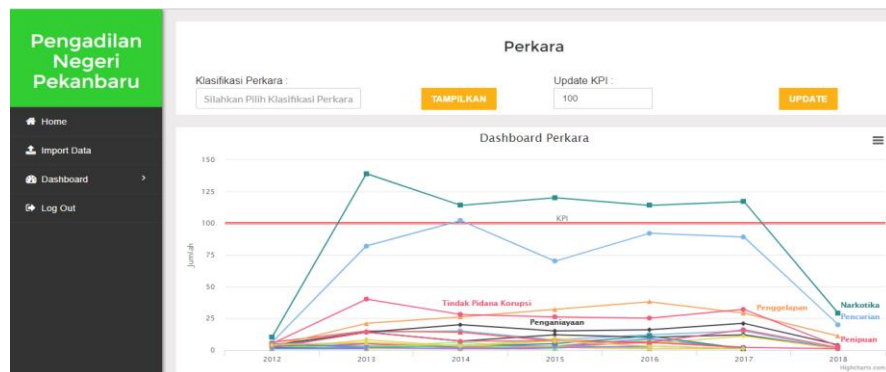 Pengadilan
Negeri
Pekanbaru
Home
Import Data
Dashboard
Log Out
Perkara
Klasifikasi Perkara :
Update KPI :
Silahkan Pilih Klasifikasi Perkara
TAMPILKAN
100
UPDATE
Dashboard Perkara
150
125
100
75
50
25
0
Jumlah
KPI
Tindak Pidana Korupsi
Penganiayaan
Penggelapan
Narkotika
Pencurian
Penipuan
2012 2013 2014 2015 2016 2017 2018
Highcharts.com